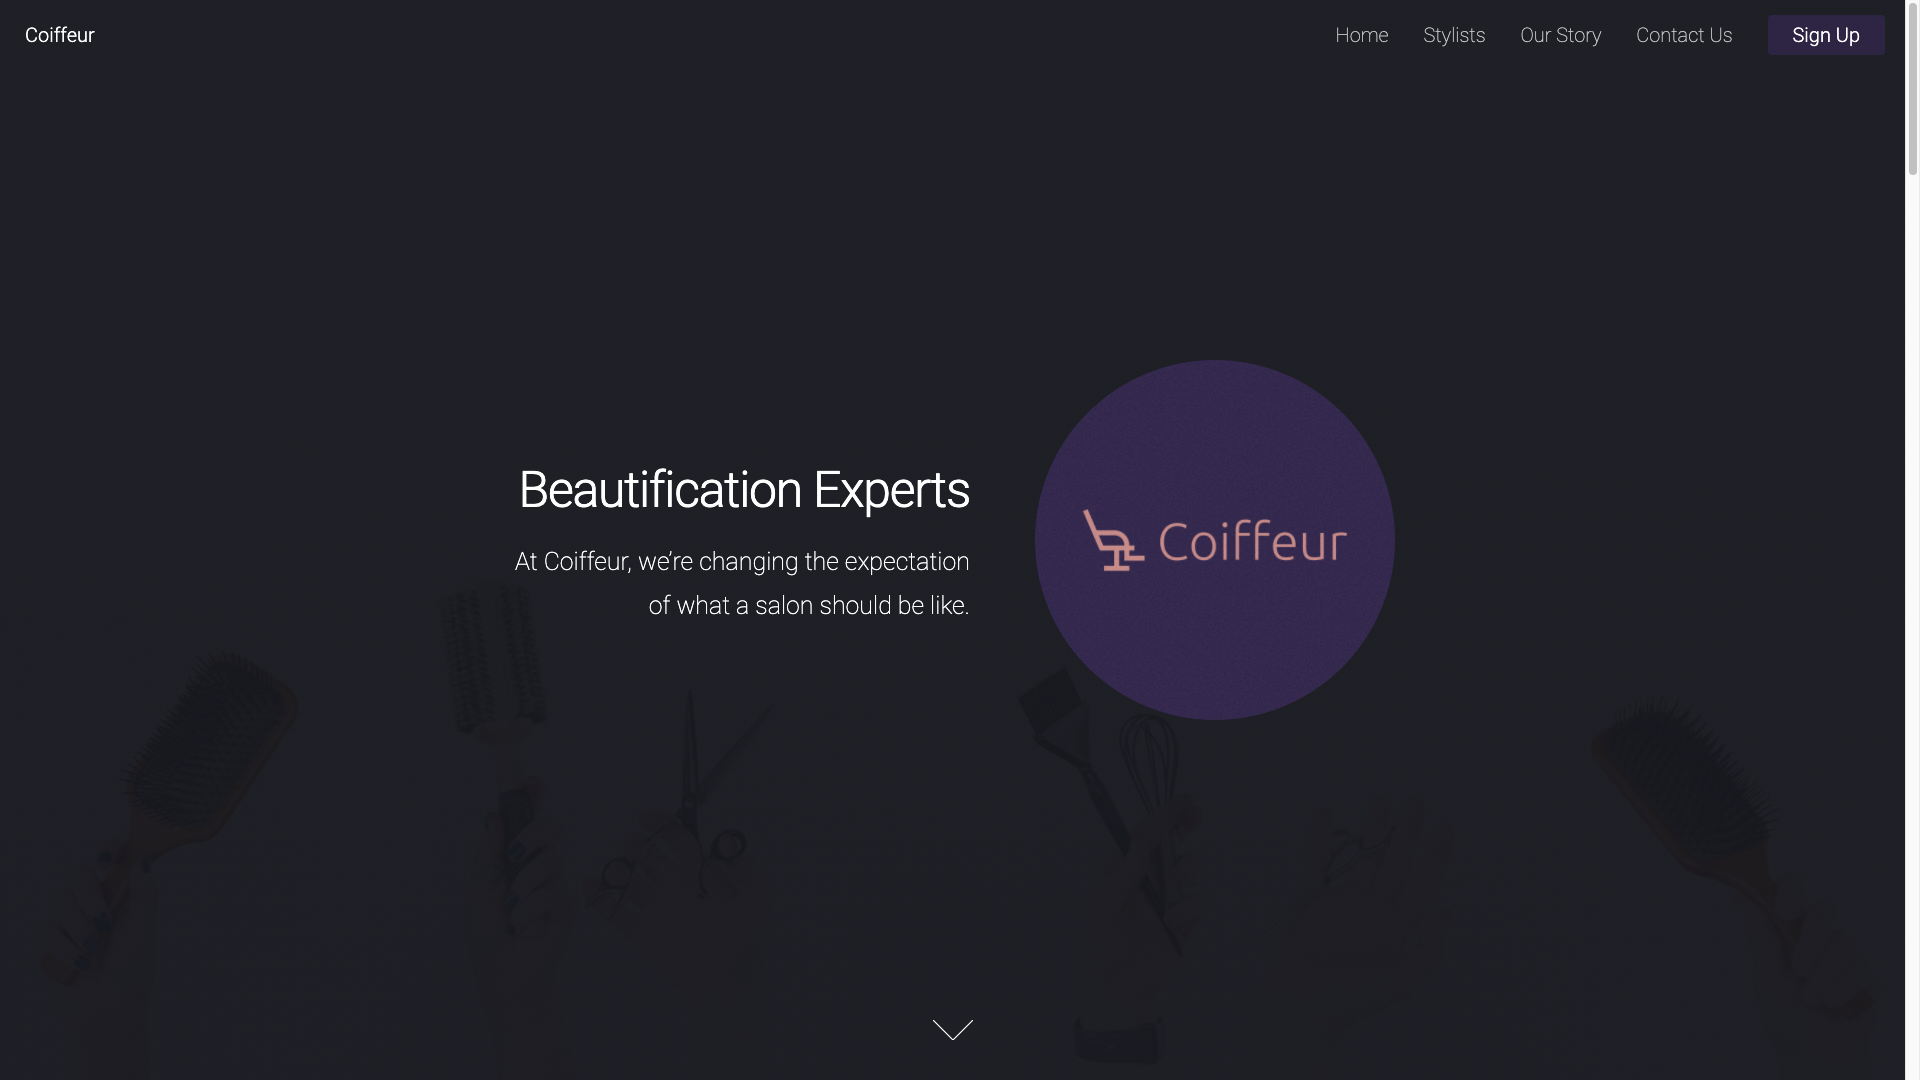 Coiffeur
Home
Stylists
Our Story
Contact Us
Sign Up
Beautification Experts
At Coiffeur, we’re changing the expectation
of what a salon should be like.
Coiffeur